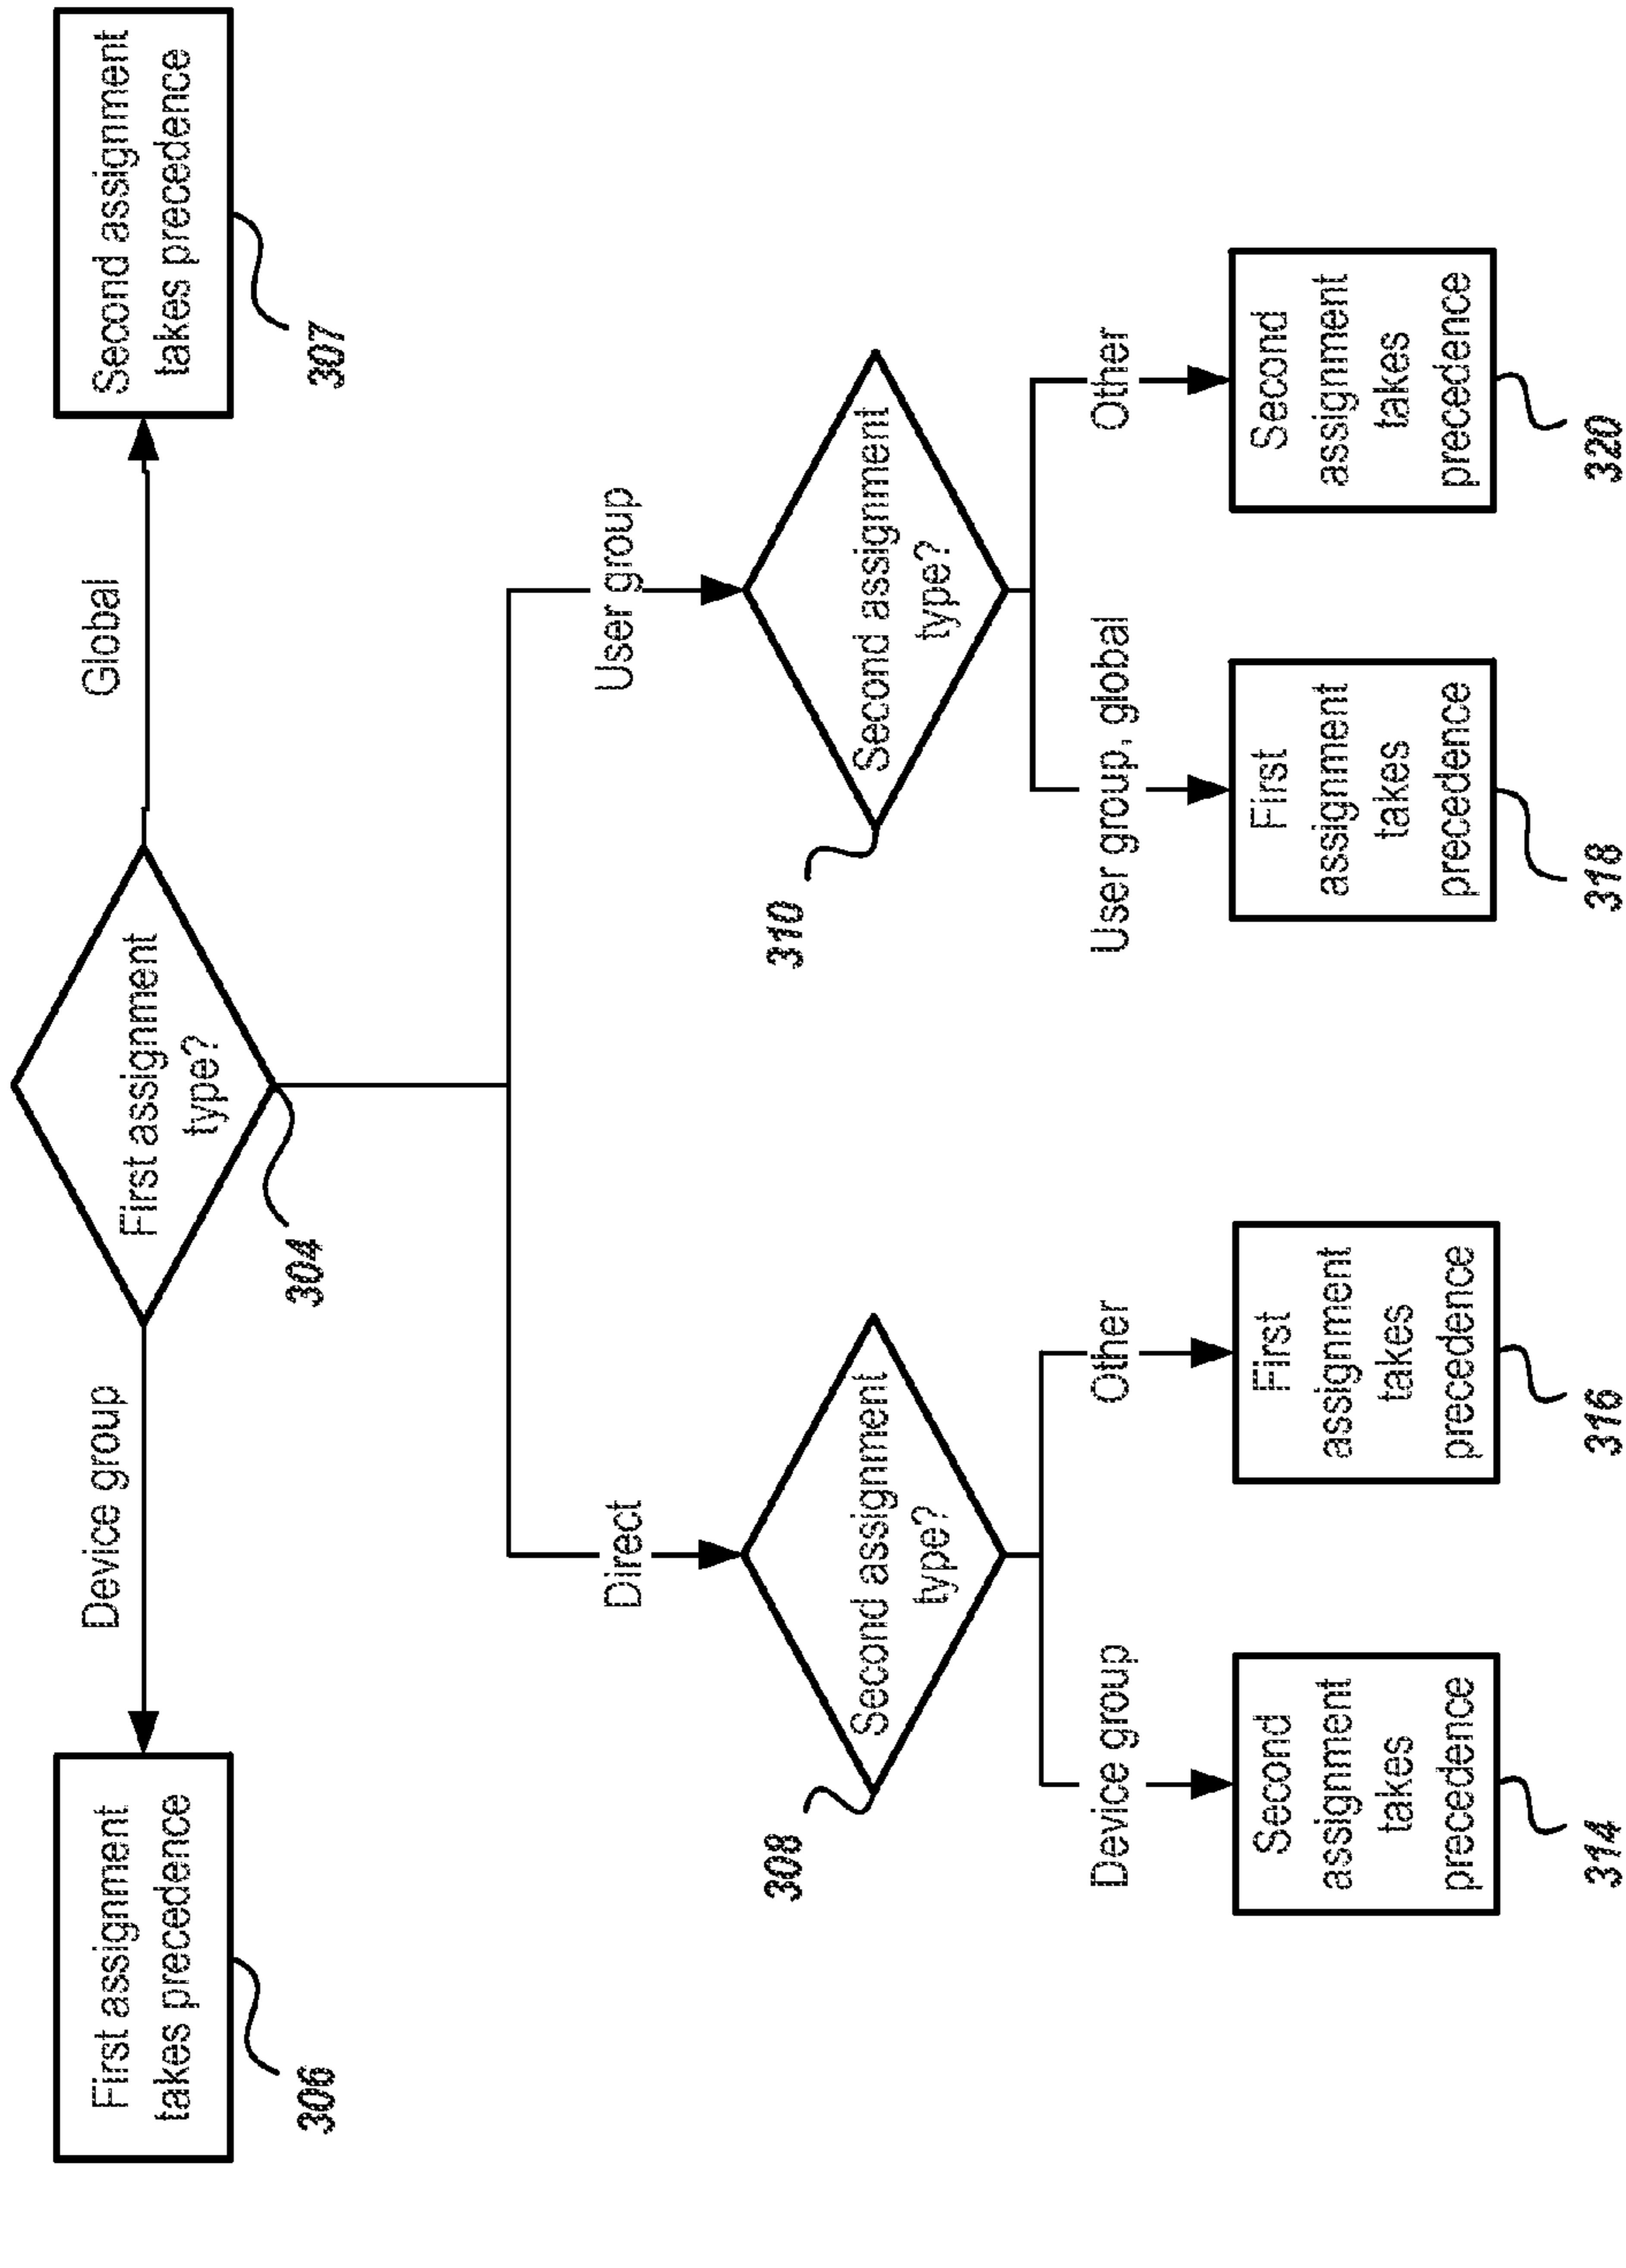 First assignment
type?
304
Device group
First assignment
takes precedence
306
Global
Second assignment
takes precedence
307
Direct
Second assignment
type?
308
Device group
Second
assignment
takes
precedence
314
Other
First
assignment
takes
precedence
316
User group
Second assignment
type?
310
User group, global
First
assignment
takes
precedence
318
Other
Second
assignment
takes
precedence
320